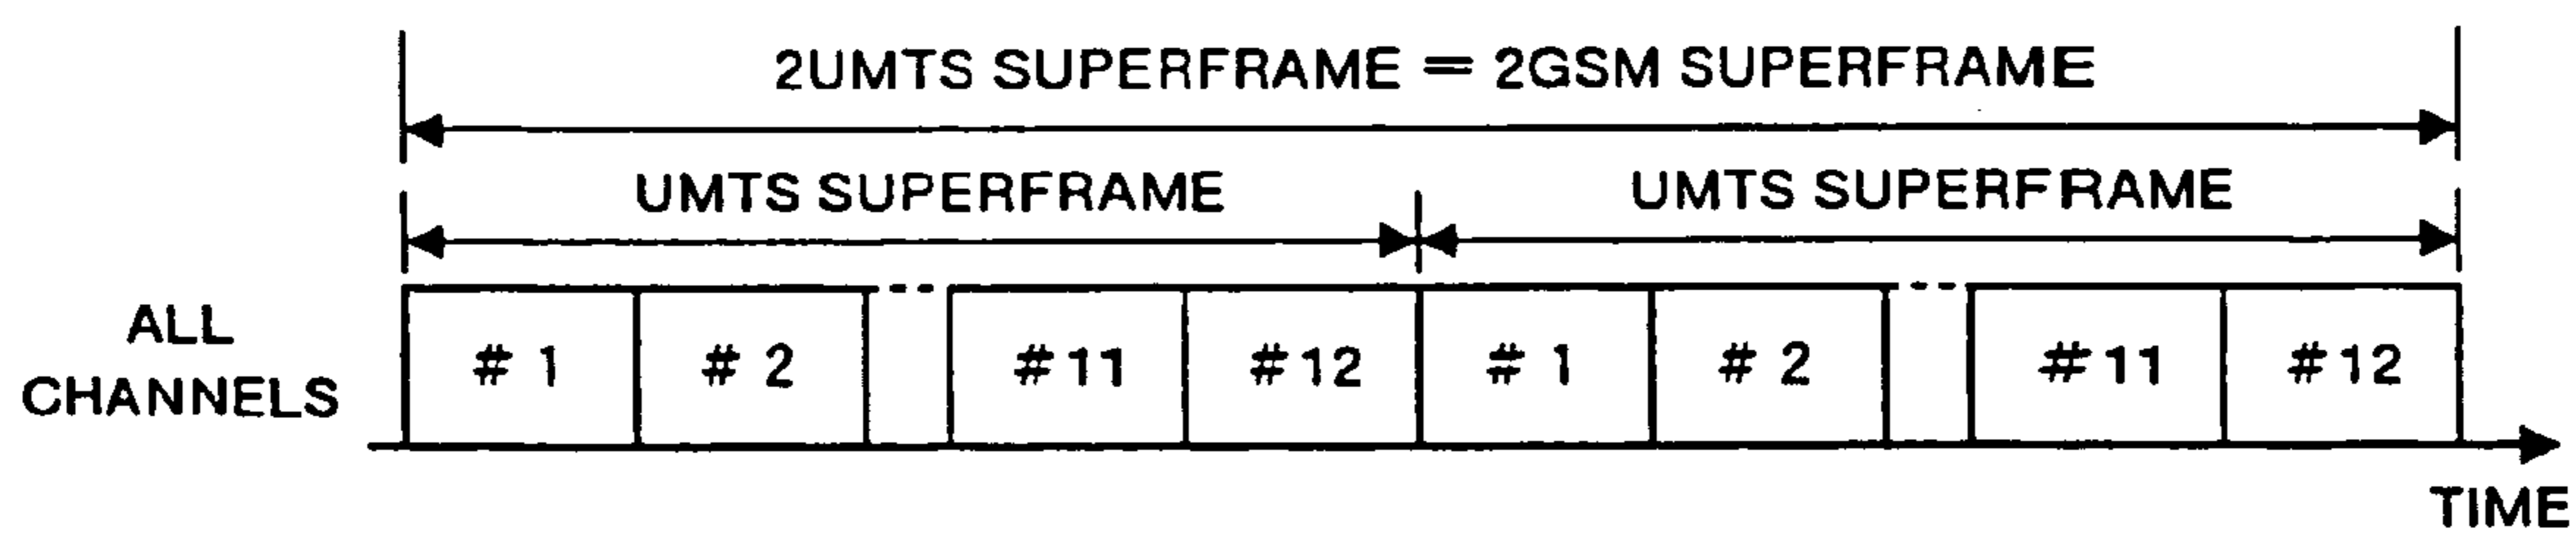 2UMTS SUPERFRAME = 2GSM SUPERFRAME
UMTS SUPERFRAME UMTS SUPERFRAME
ALL
CHANNELS
# 1 # 2 #11 #12 # 1 # 2 #11 #12
TIME